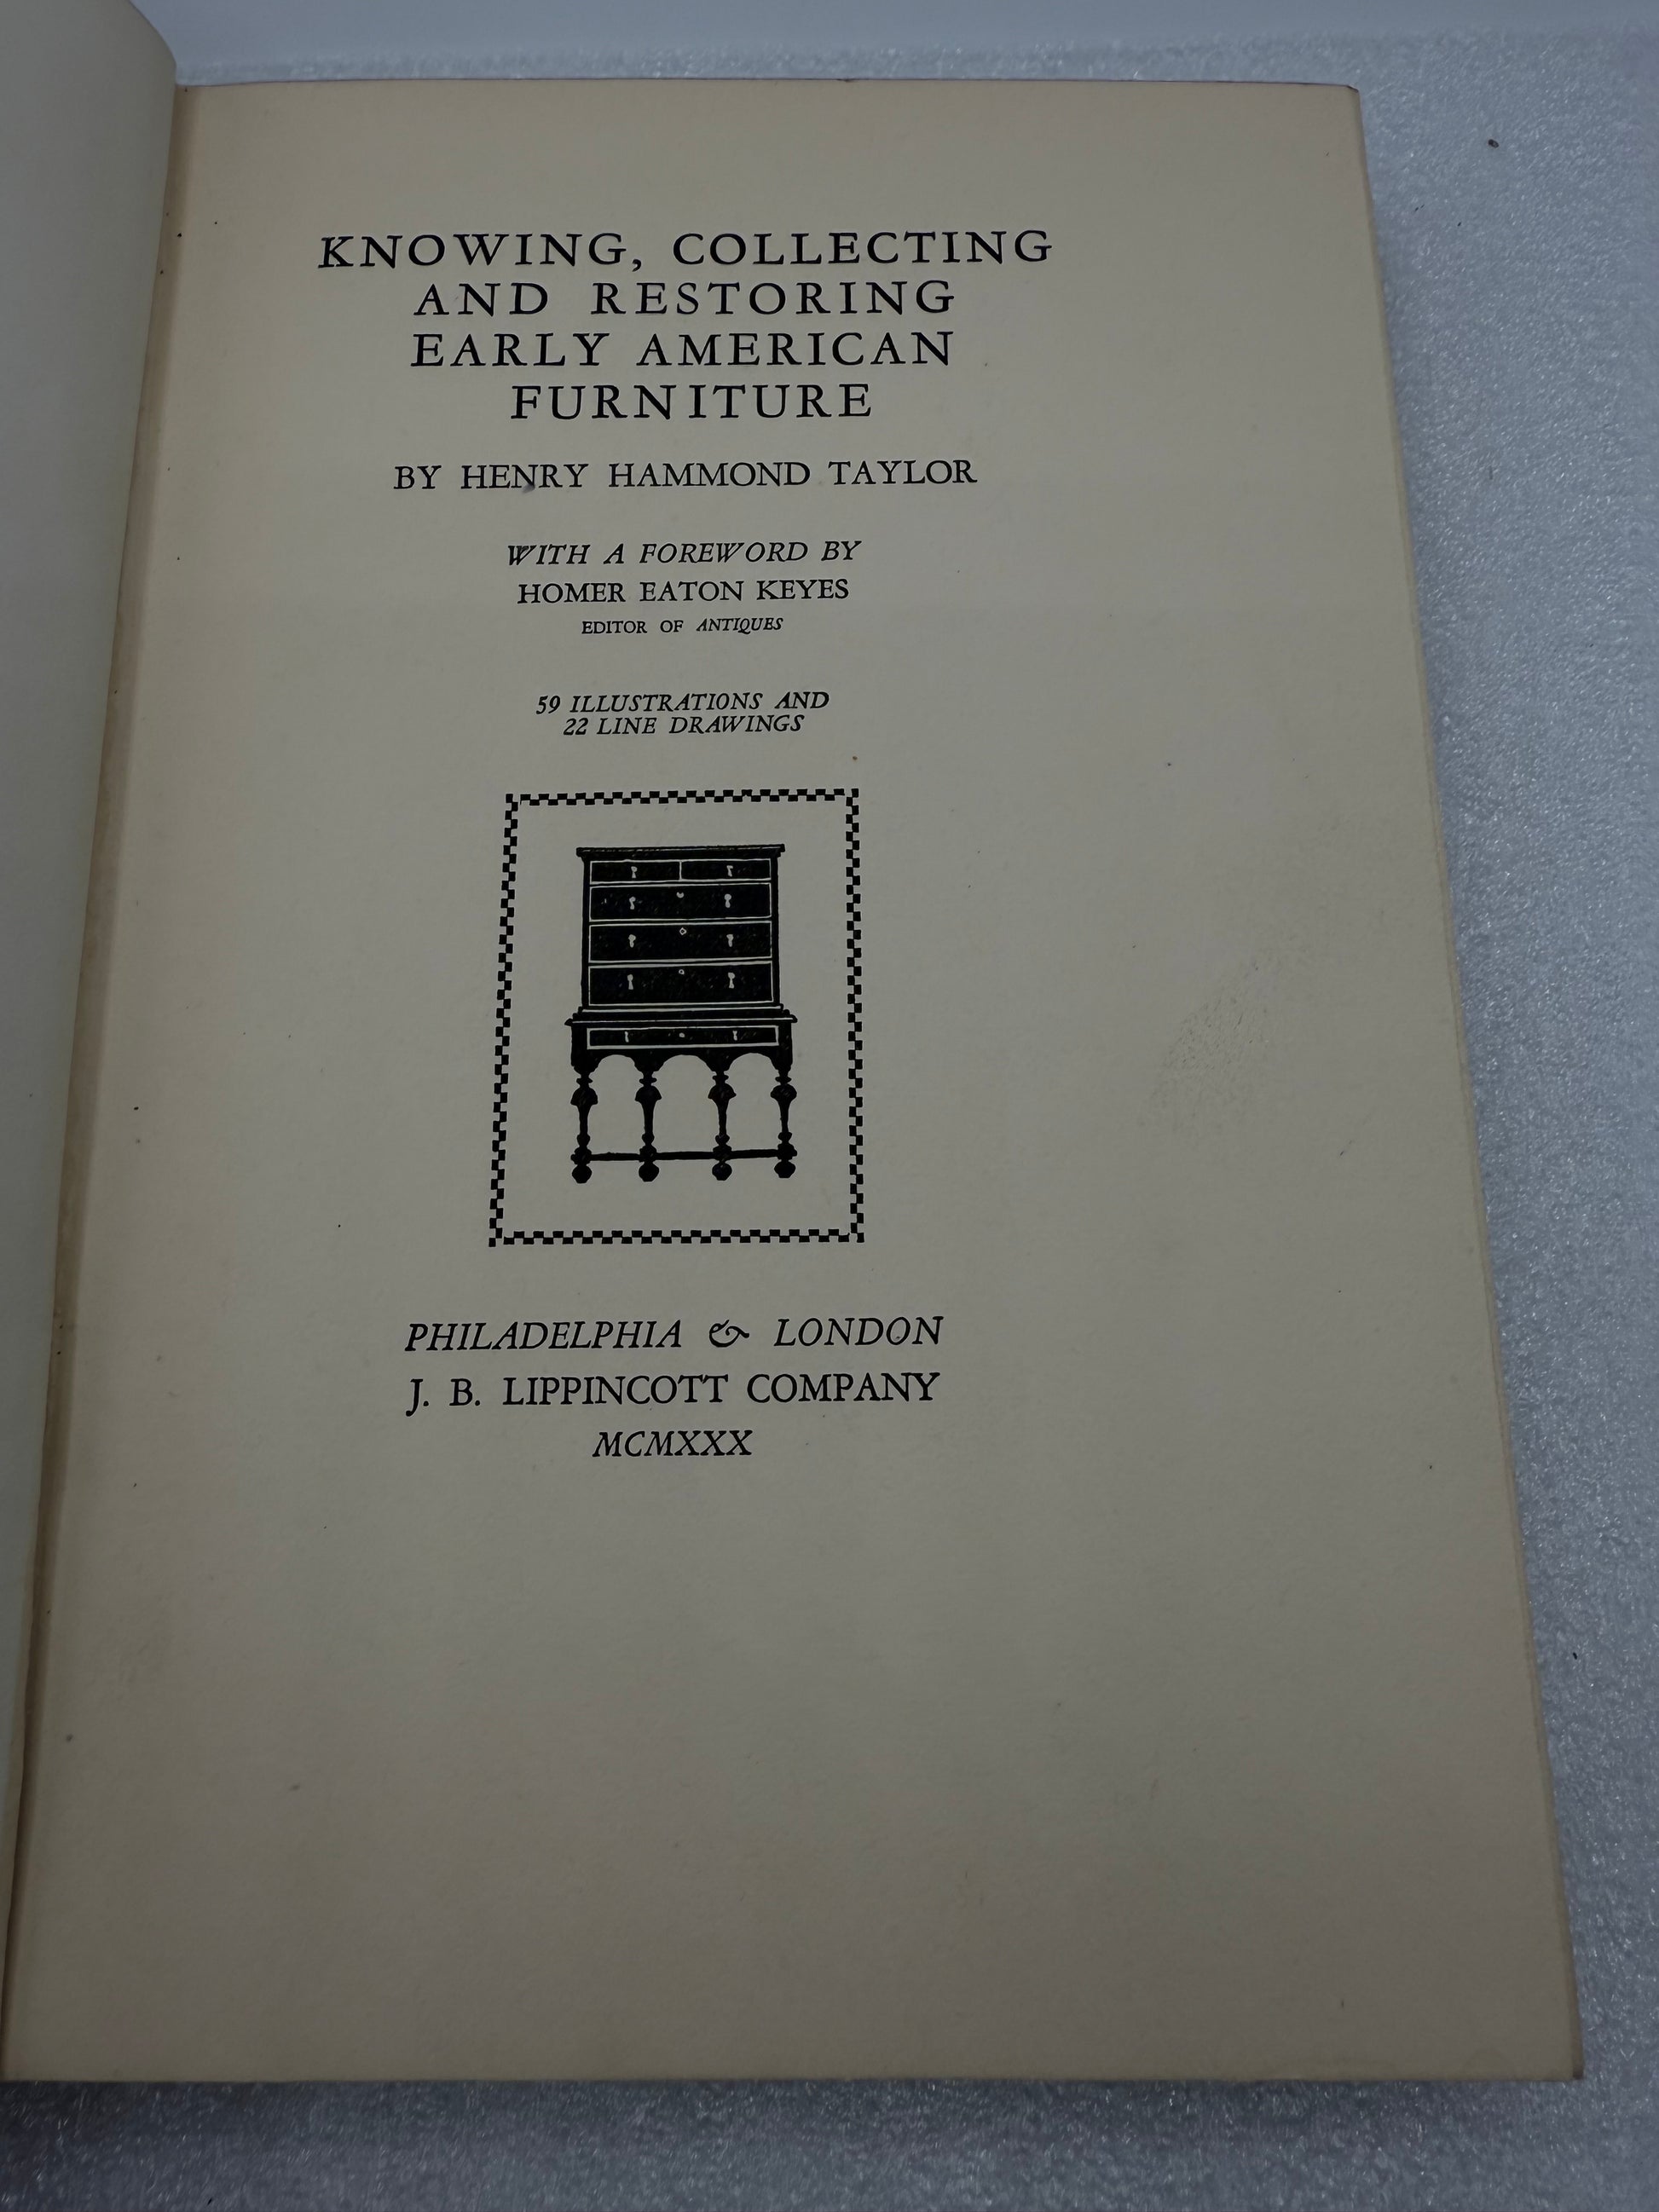 KNOWING, COLLECTING
AND RESTORING
EARLY AMERICAN
FURNITURE
BY HENRY HAMMOND TAYLOR
WITH A FOREWORD BY
HOMER EATON KEYES
EDITOR OF ANTIQUES
59 ILLUSTRATIONS AND
22 LINE DRAWINGS
PHILADELPHIA & LONDON
J. B. LIPPINCOTT COMPANY
MCMXXX